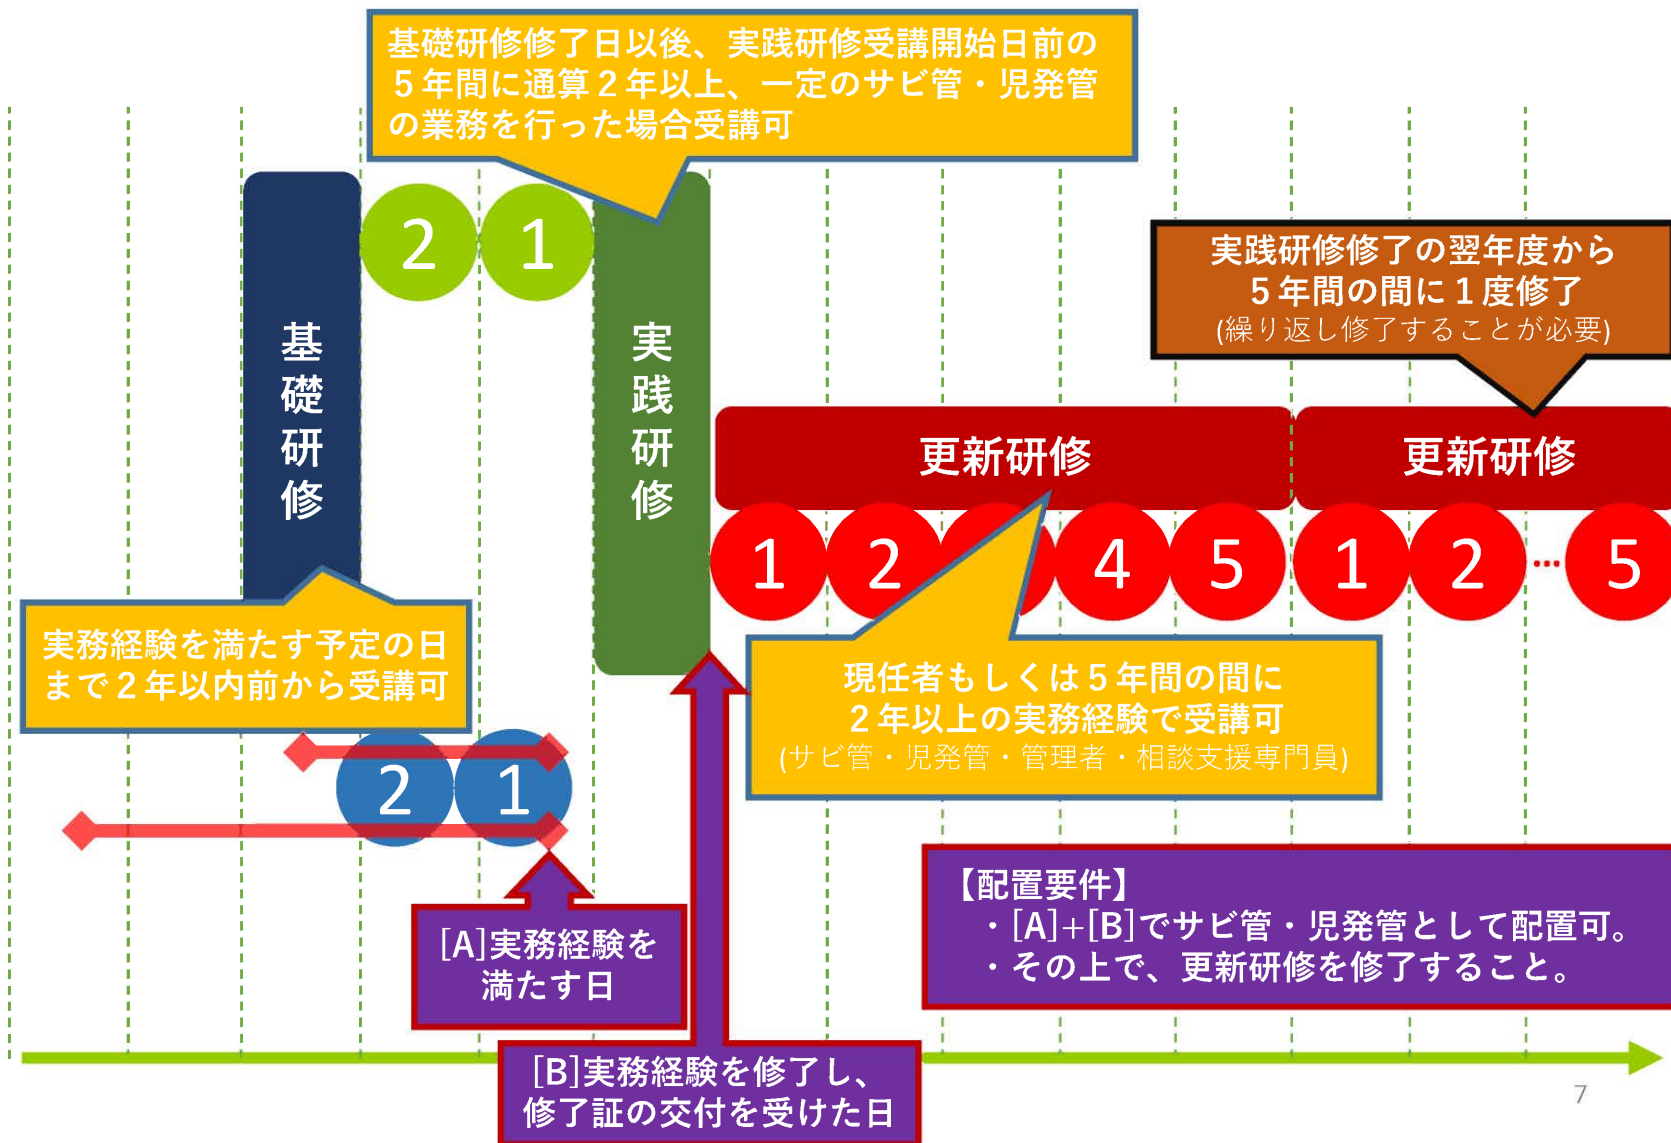 基礎研修修了日以後、実践研修受講開始日前の
5年間に通算2年以上、一定のサビ管・児発管
の業務を行った場合受講可
2
1
基礎研修
実践研修
実践研修修了の翌年度から
5年間の間に1度修了
(繰り返し修了することが必要)
更新研修
更新研修
1
2
4
5
1
2
…
5
実務経験を満たす予定の日
まで2年以内前から受講可
現任者もしくは5年間の間に
2年以上の実務経験で受講可
(サビ管・児発管・管理者・相談支援専門員)
2
1
[A]実務経験を
満たす日
【配置要件】
・[A]+[B]でサビ管・児発管として配置可。
・その上で、更新研修を修了すること。
[B]実務経験を修了し、
修了証の交付を受けた日
7